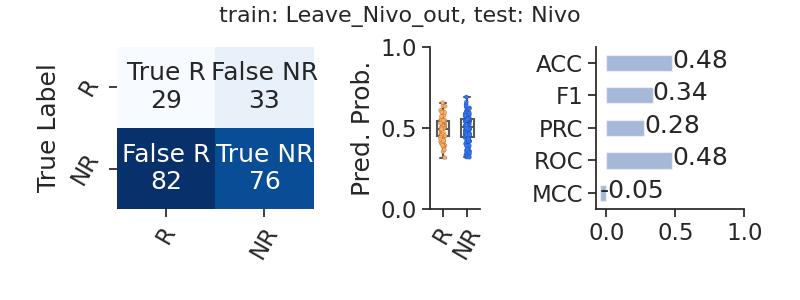 train: Leave_Nivo_out, test: Nivo
True Label
R
NR
True R
29
False NR
33
False R
82
True NR
76
R
NR
Pred. Prob.
1.0
0.5
0.0
R
NR
ACC
F1
PRC
ROC
MCC
0.48
0.34
0.28
0.48
-0.05
0.0
0.5
1.0